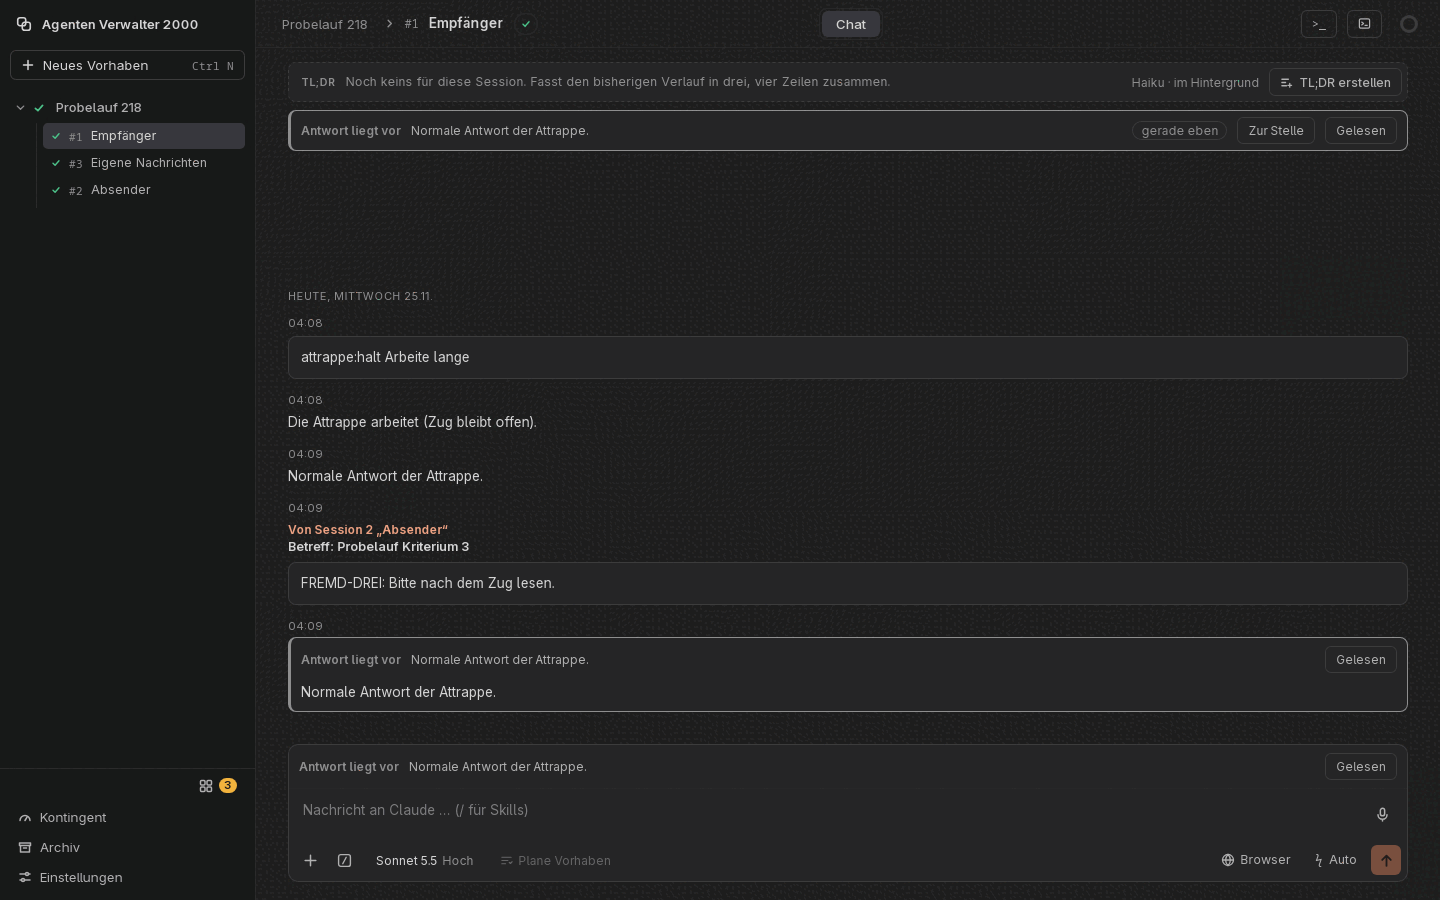 Agenten Verwalter 2000
Neues Vorhaben Ctrl N
Probelauf 218
#1 Empfänger
#3 Eigene Nachrichten
#2 Absender
3
Kontingent
Archiv
Einstellungen
Probelauf 218 > #1 Empfänger
Chat
>_
TL;DR Noch keins für diese Session. Fasst den bisherigen Verlauf in drei, vier Zeilen zusammen. Haiku · im Hintergrund TL;DR erstellen
Antwort liegt vor Normale Antwort der Attrappe. gerade eben Zur Stelle Gelesen
HEUTE, MITTWOCH 25.11.
04:08
attrappe:halt Arbeite lange
04:08
Die Attrappe arbeitet (Zug bleibt offen).
04:09
Normale Antwort der Attrappe.
04:09
Von Session 2 „Absender“
Betreff: Probelauf Kriterium 3
FREMD-DREI: Bitte nach dem Zug lesen.
04:09
Antwort liegt vor Normale Antwort der Attrappe. Gelesen
Normale Antwort der Attrappe.
Antwort liegt vor Normale Antwort der Attrappe. Gelesen
Nachricht an Claude … (/ für Skills)
Sonnet 5.5 Hoch Plane Vorhaben Browser Auto